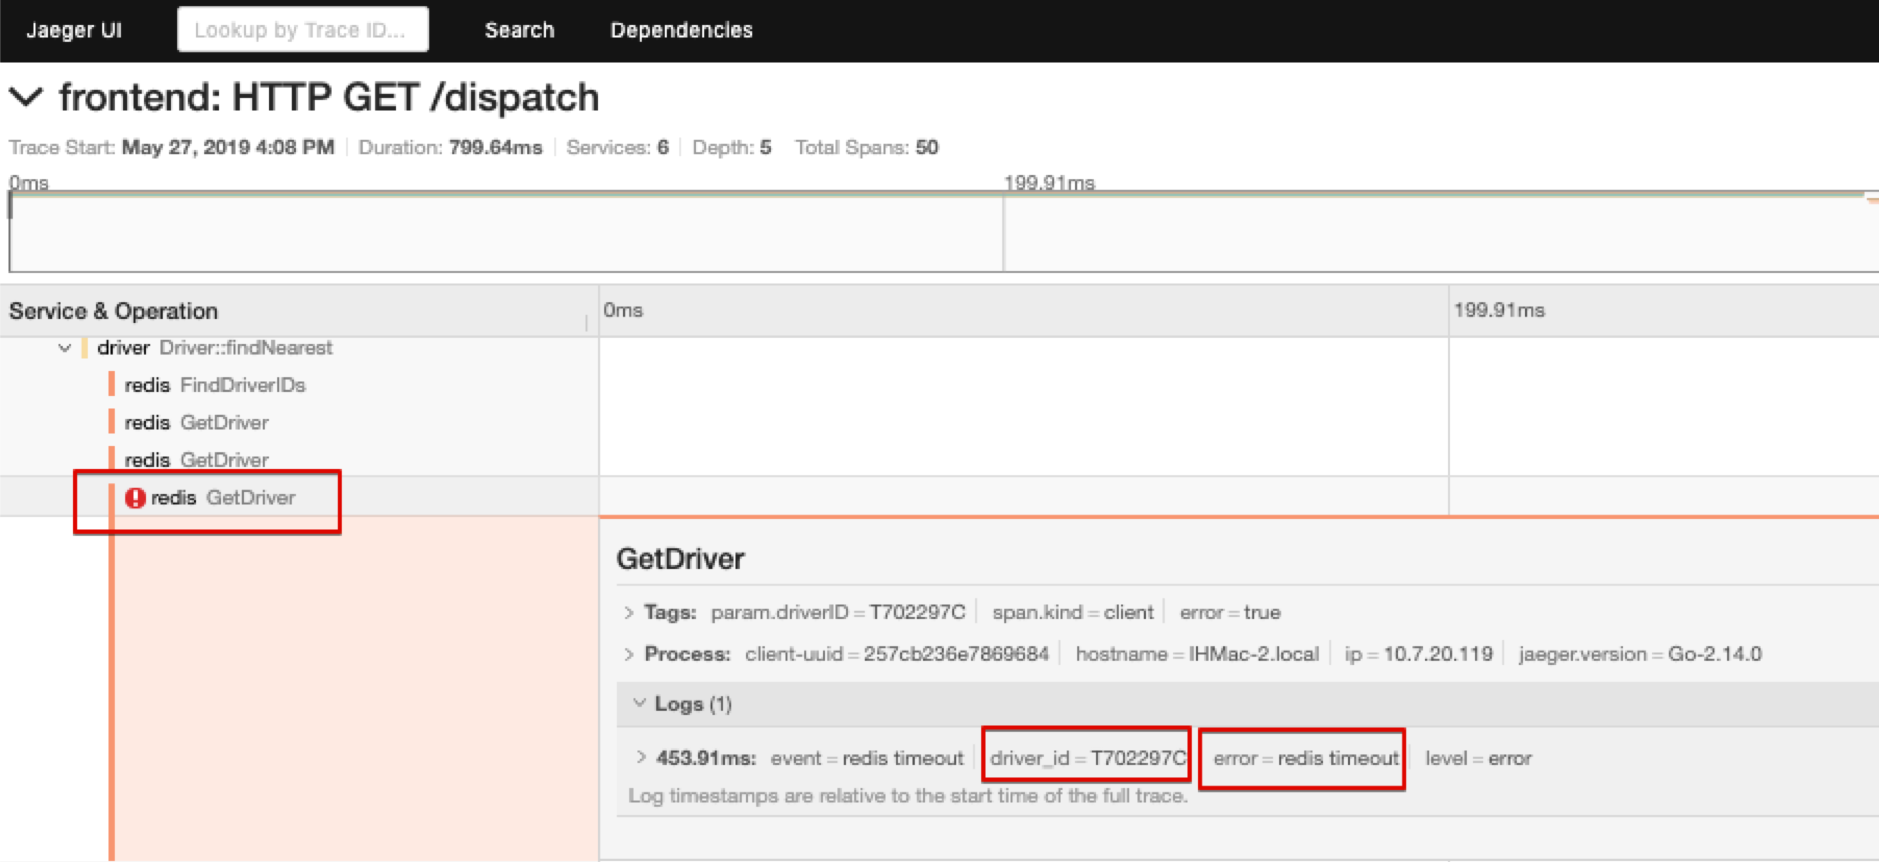 Jaeger UI Lookup by Trace ID... Search Dependencies
frontend: HTTP GET /dispatch
Trace Start: May 27, 2019 4:08 PM Duration: 799.64ms Services: 6 Depth: 5 Total Spans: 50
0ms 199.91ms
Service & Operation 0ms 199.91ms
driver Driver::findNearest
redis FindDriverIDs
redis GetDriver
redis GetDriver
redis GetDriver
GetDriver
Tags: param.driverID = T702297C span.kind = client error = true
Process: client-uuid = 257cb236e7869684 hostname = IHMac-2.local ip = 10.7.20.119 jaeger.version = Go-2.14.0
Logs (1)
453.91ms: event = redis timeout driver_id = T702297C error = redis timeout level = error
Log timestamps are relative to the start time of the full trace.